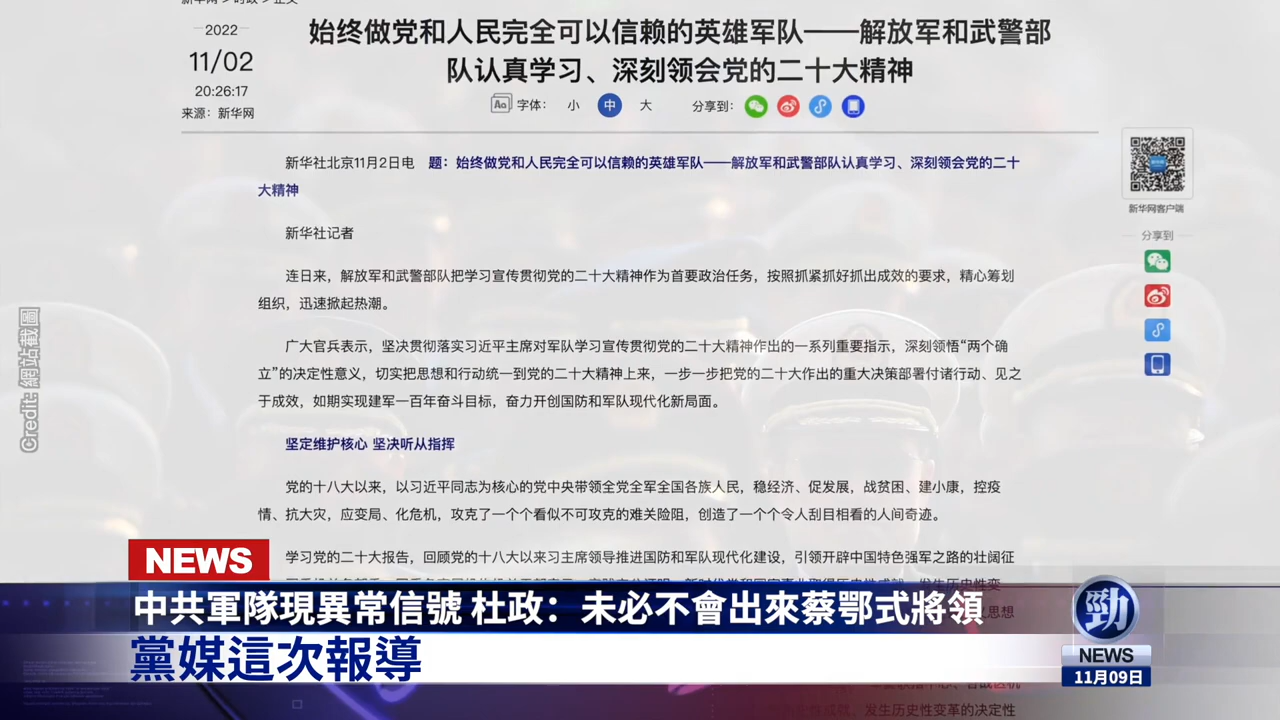 新华网 > 时政 > 正文
2022
11/02
20:26:17
来源：新华网
始终做党和人民完全可以信赖的英雄军队——解放军和武警部
队认真学习、深刻领会党的二十大精神
Aa 字体： 小 中 大 分享到：
新华社北京11月2日电 题：始终做党和人民完全可以信赖的英雄军队——解放军和武警部队认真学习、深刻领会党的二十
大精神
新华社记者
连日来，解放军和武警部队把学习宣传贯彻党的二十大精神作为首要政治任务，按照抓紧抓好抓出成效的要求，精心筹划
组织，迅速掀起热潮。
广大官兵表示，坚决贯彻落实习近平主席对军队学习宣传贯彻党的二十大精神作出的一系列重要指示，深刻领悟“两个确
立”的决定性意义，切实把思想和行动统一到党的二十大精神上来，一步一步把党的二十大作出的重大决策部署付诸行动、见之
于成效，如期实现建军一百年奋斗目标，奋力开创国防和军队现代化新局面。
坚定维护核心 坚决听从指挥
党的十八大以来，以习近平同志为核心的党中央带领全党全军全国各族人民，稳经济、促发展，战贫困、建小康，控疫
情、抗大灾，应变局、化危机，攻克了一个个看似不可攻克的难关险阻，创造了一个个令人刮目相看的人间奇迹。
学习党的二十大报告，回顾党的十八大以来习主席领导推进国防和军队现代化建设，引领开辟中国特色强军之路的壮阔征
思想
发生历史性变革的决定性
新华网客户端
分享到
Credit: 網站截圖
NEWS
中共軍隊現異常信號 杜政：未必不會出來蔡鄂式將領
黨媒這次報導
勁
NEWS
11月09日